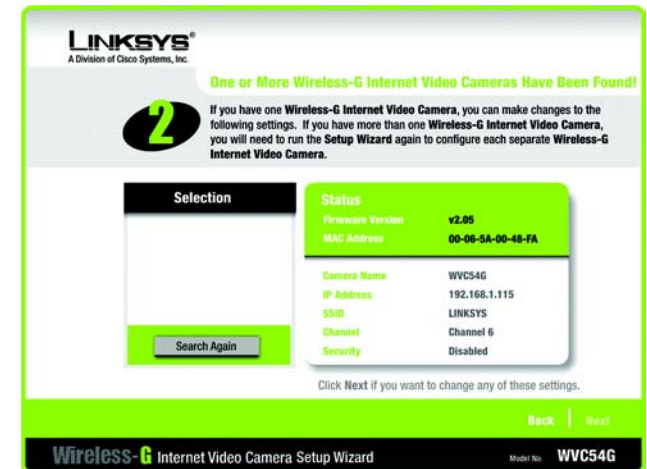 LINKSYS®
A Division of Cisco Systems, Inc.
One or More Wireless-G Internet Video Cameras Have Been Found!
2
If you have one Wireless-G Internet Video Camera, you can make changes to the
following settings. If you have more than one Wireless-G Internet Video Camera,
you will need to run the Setup Wizard again to configure each separate Wireless-G
Internet Video Camera.
Selection
Search Again
Status
Firmware Version v2.05
MAC Address 00-06-5A-00-48-FA
Camera Name WVC54G
IP Address 192.168.1.115
SSID LINKSYS
Channel Channel 6
Security Disabled
Click Next if you want to change any of these settings.
Back | Next
Wireless-G Internet Video Camera Setup Wizard
Model No. WVC54G